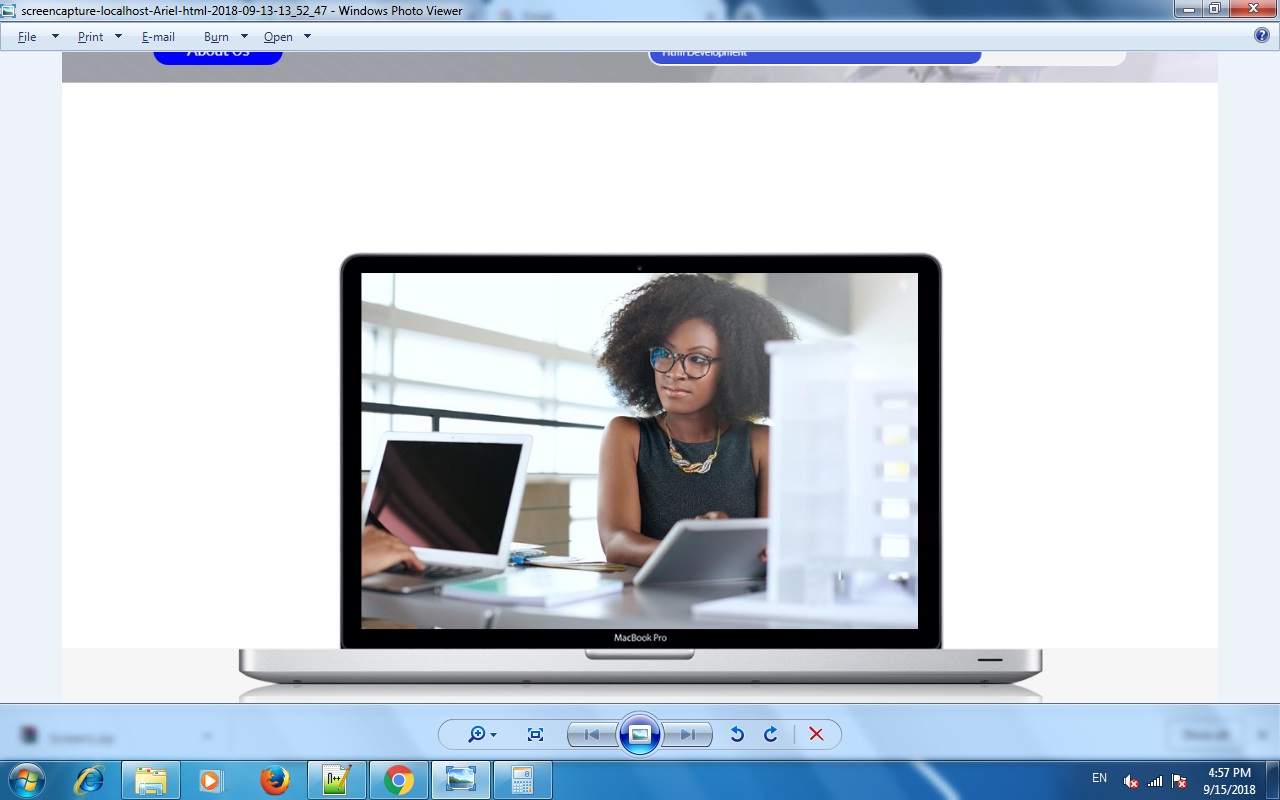 screencapture-localhost-Ariel-html-2018-09-13-13_52_47 - Windows Photo Viewer
File Print E-mail Burn Open
About Us
Html Development
MacBook Pro
EN
4:57 PM
9/15/2018